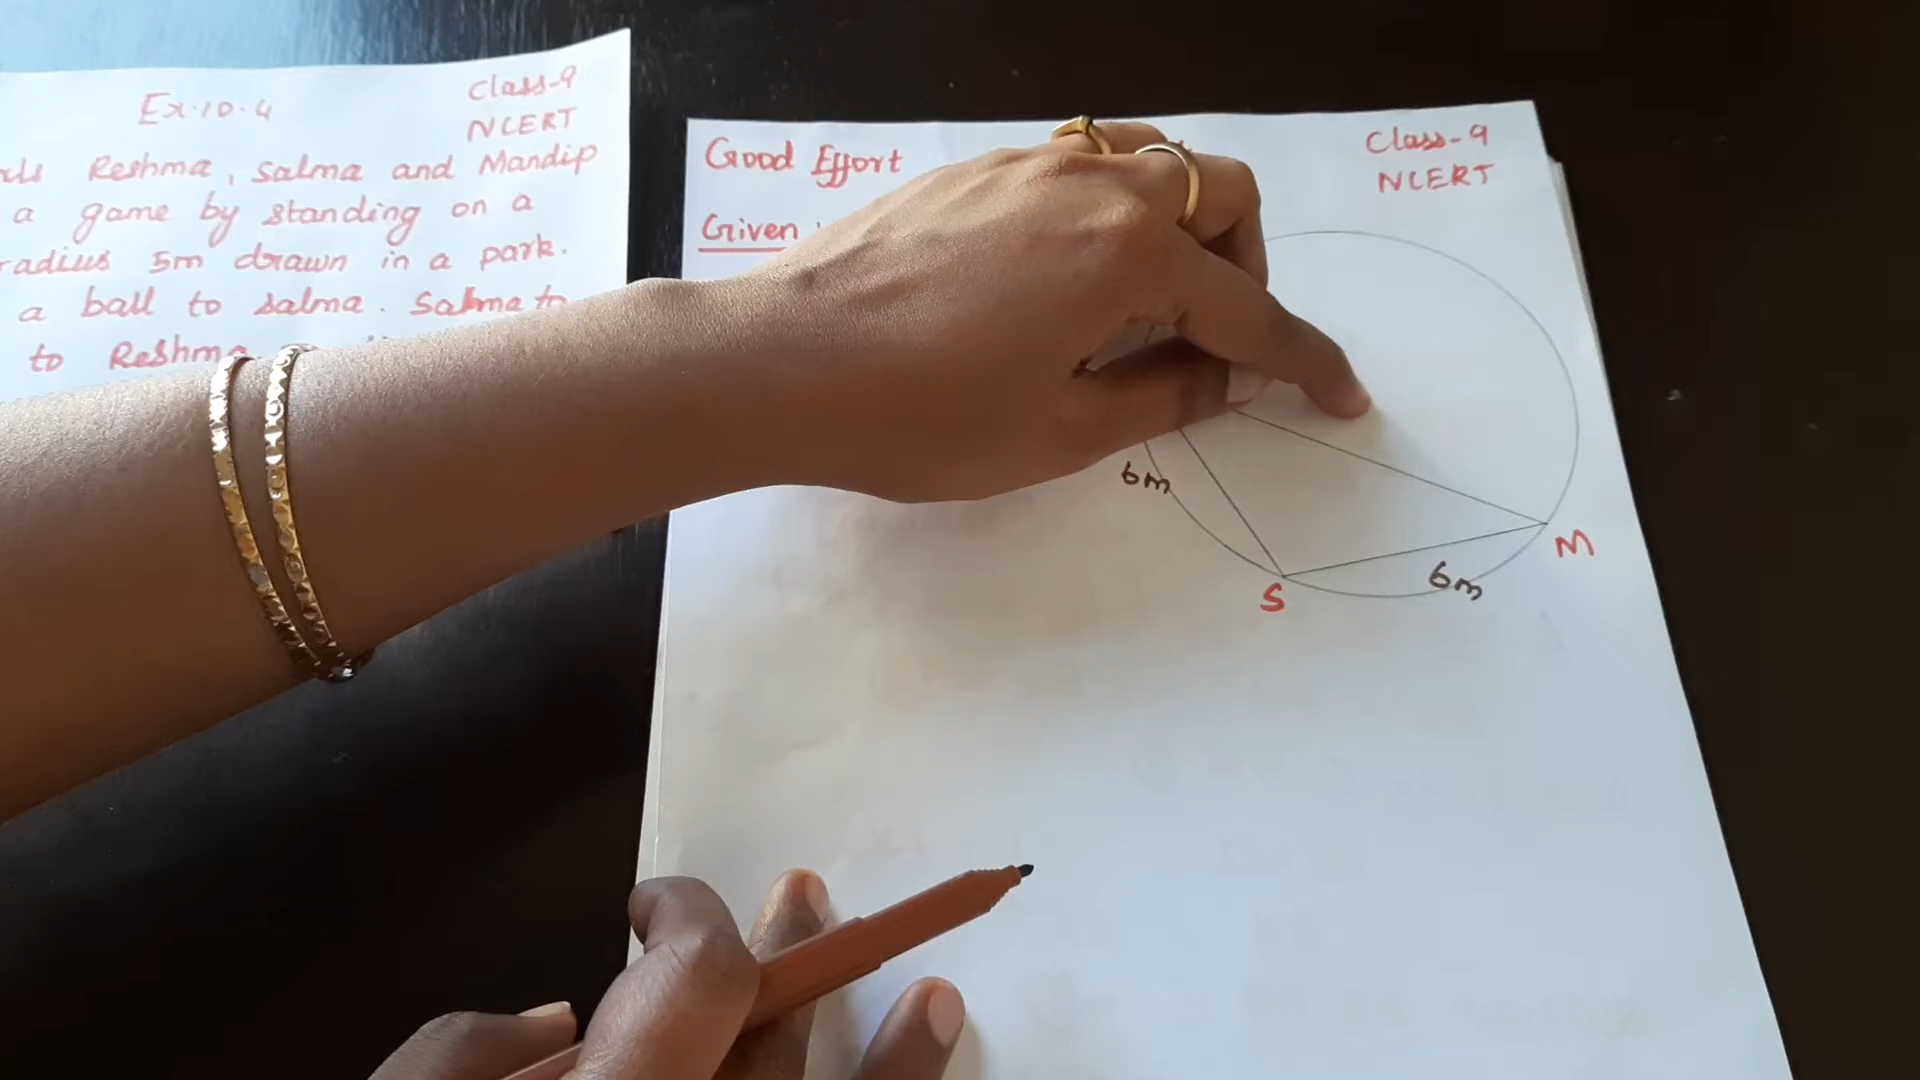 Ex.10.4
Class-9
NCERT
Reshma, Salma and Mandip
a game by standing on a
radius 5m drawn in a park.
a ball to Salma. Salma to
to Reshma
Good Effort
Class-9
NCERT
Given :
6m
6m
M
S